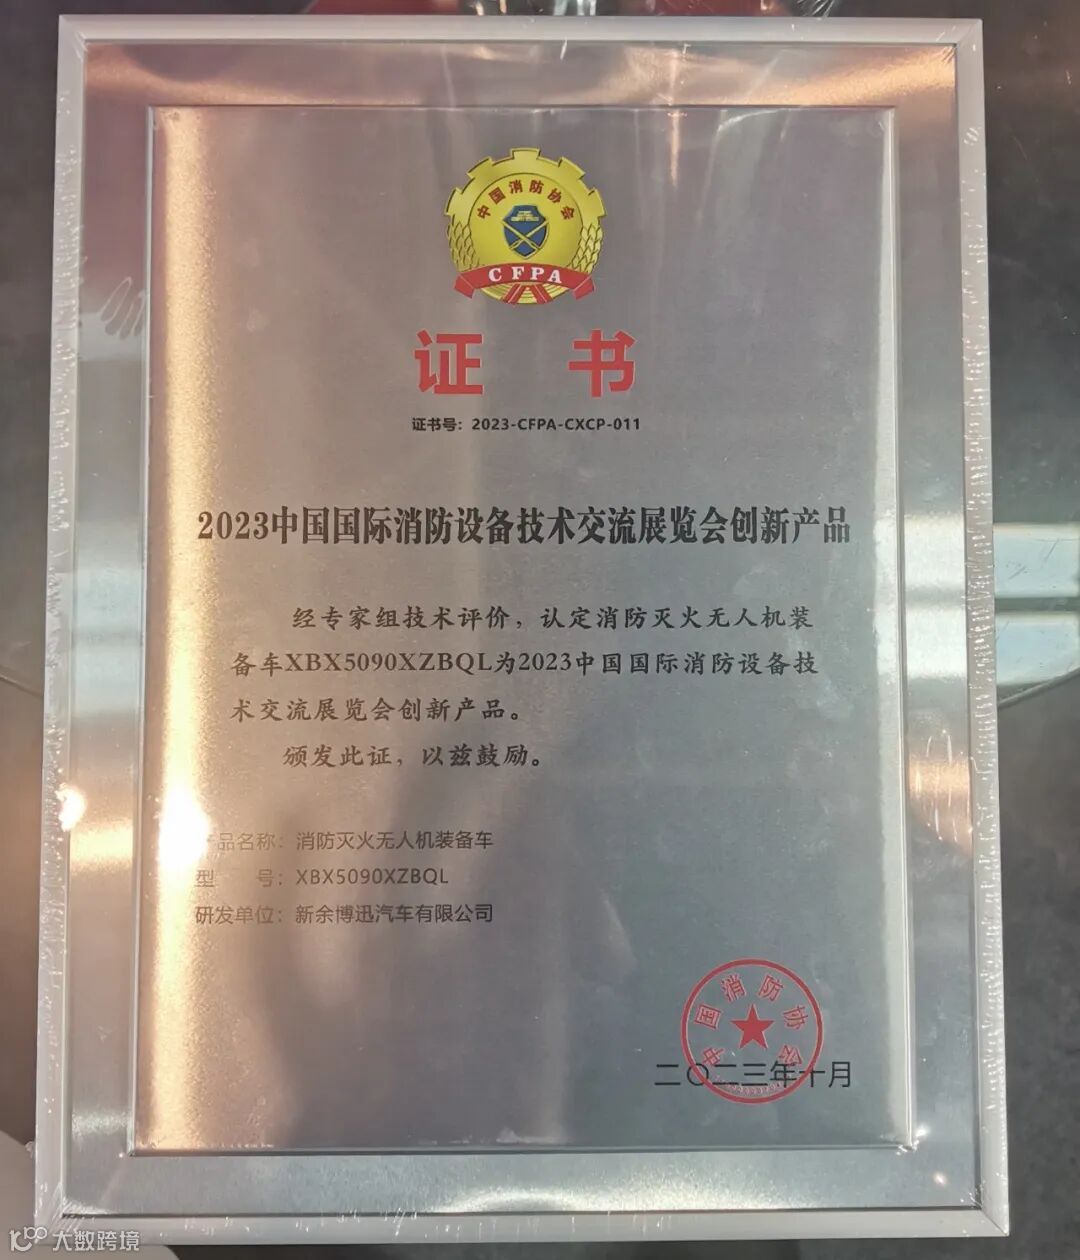 中国消防协会
CFPA
证 书
证书号：2023-CFPA-CXCP-011
2023中国国际消防设备技术交流展览会创新产品
经专家组技术评价，认定消防灭火无人机装
备车XBX5090XZBQL为2023中国国际消防设备技
术交流展览会创新产品。
颁发此证，以兹鼓励。
产品名称：消防灭火无人机装备车
型 号：XBX5090XZBQL
研发单位：新余博迅汽车有限公司
中国消防协会
二〇二三年十月
大数跨境